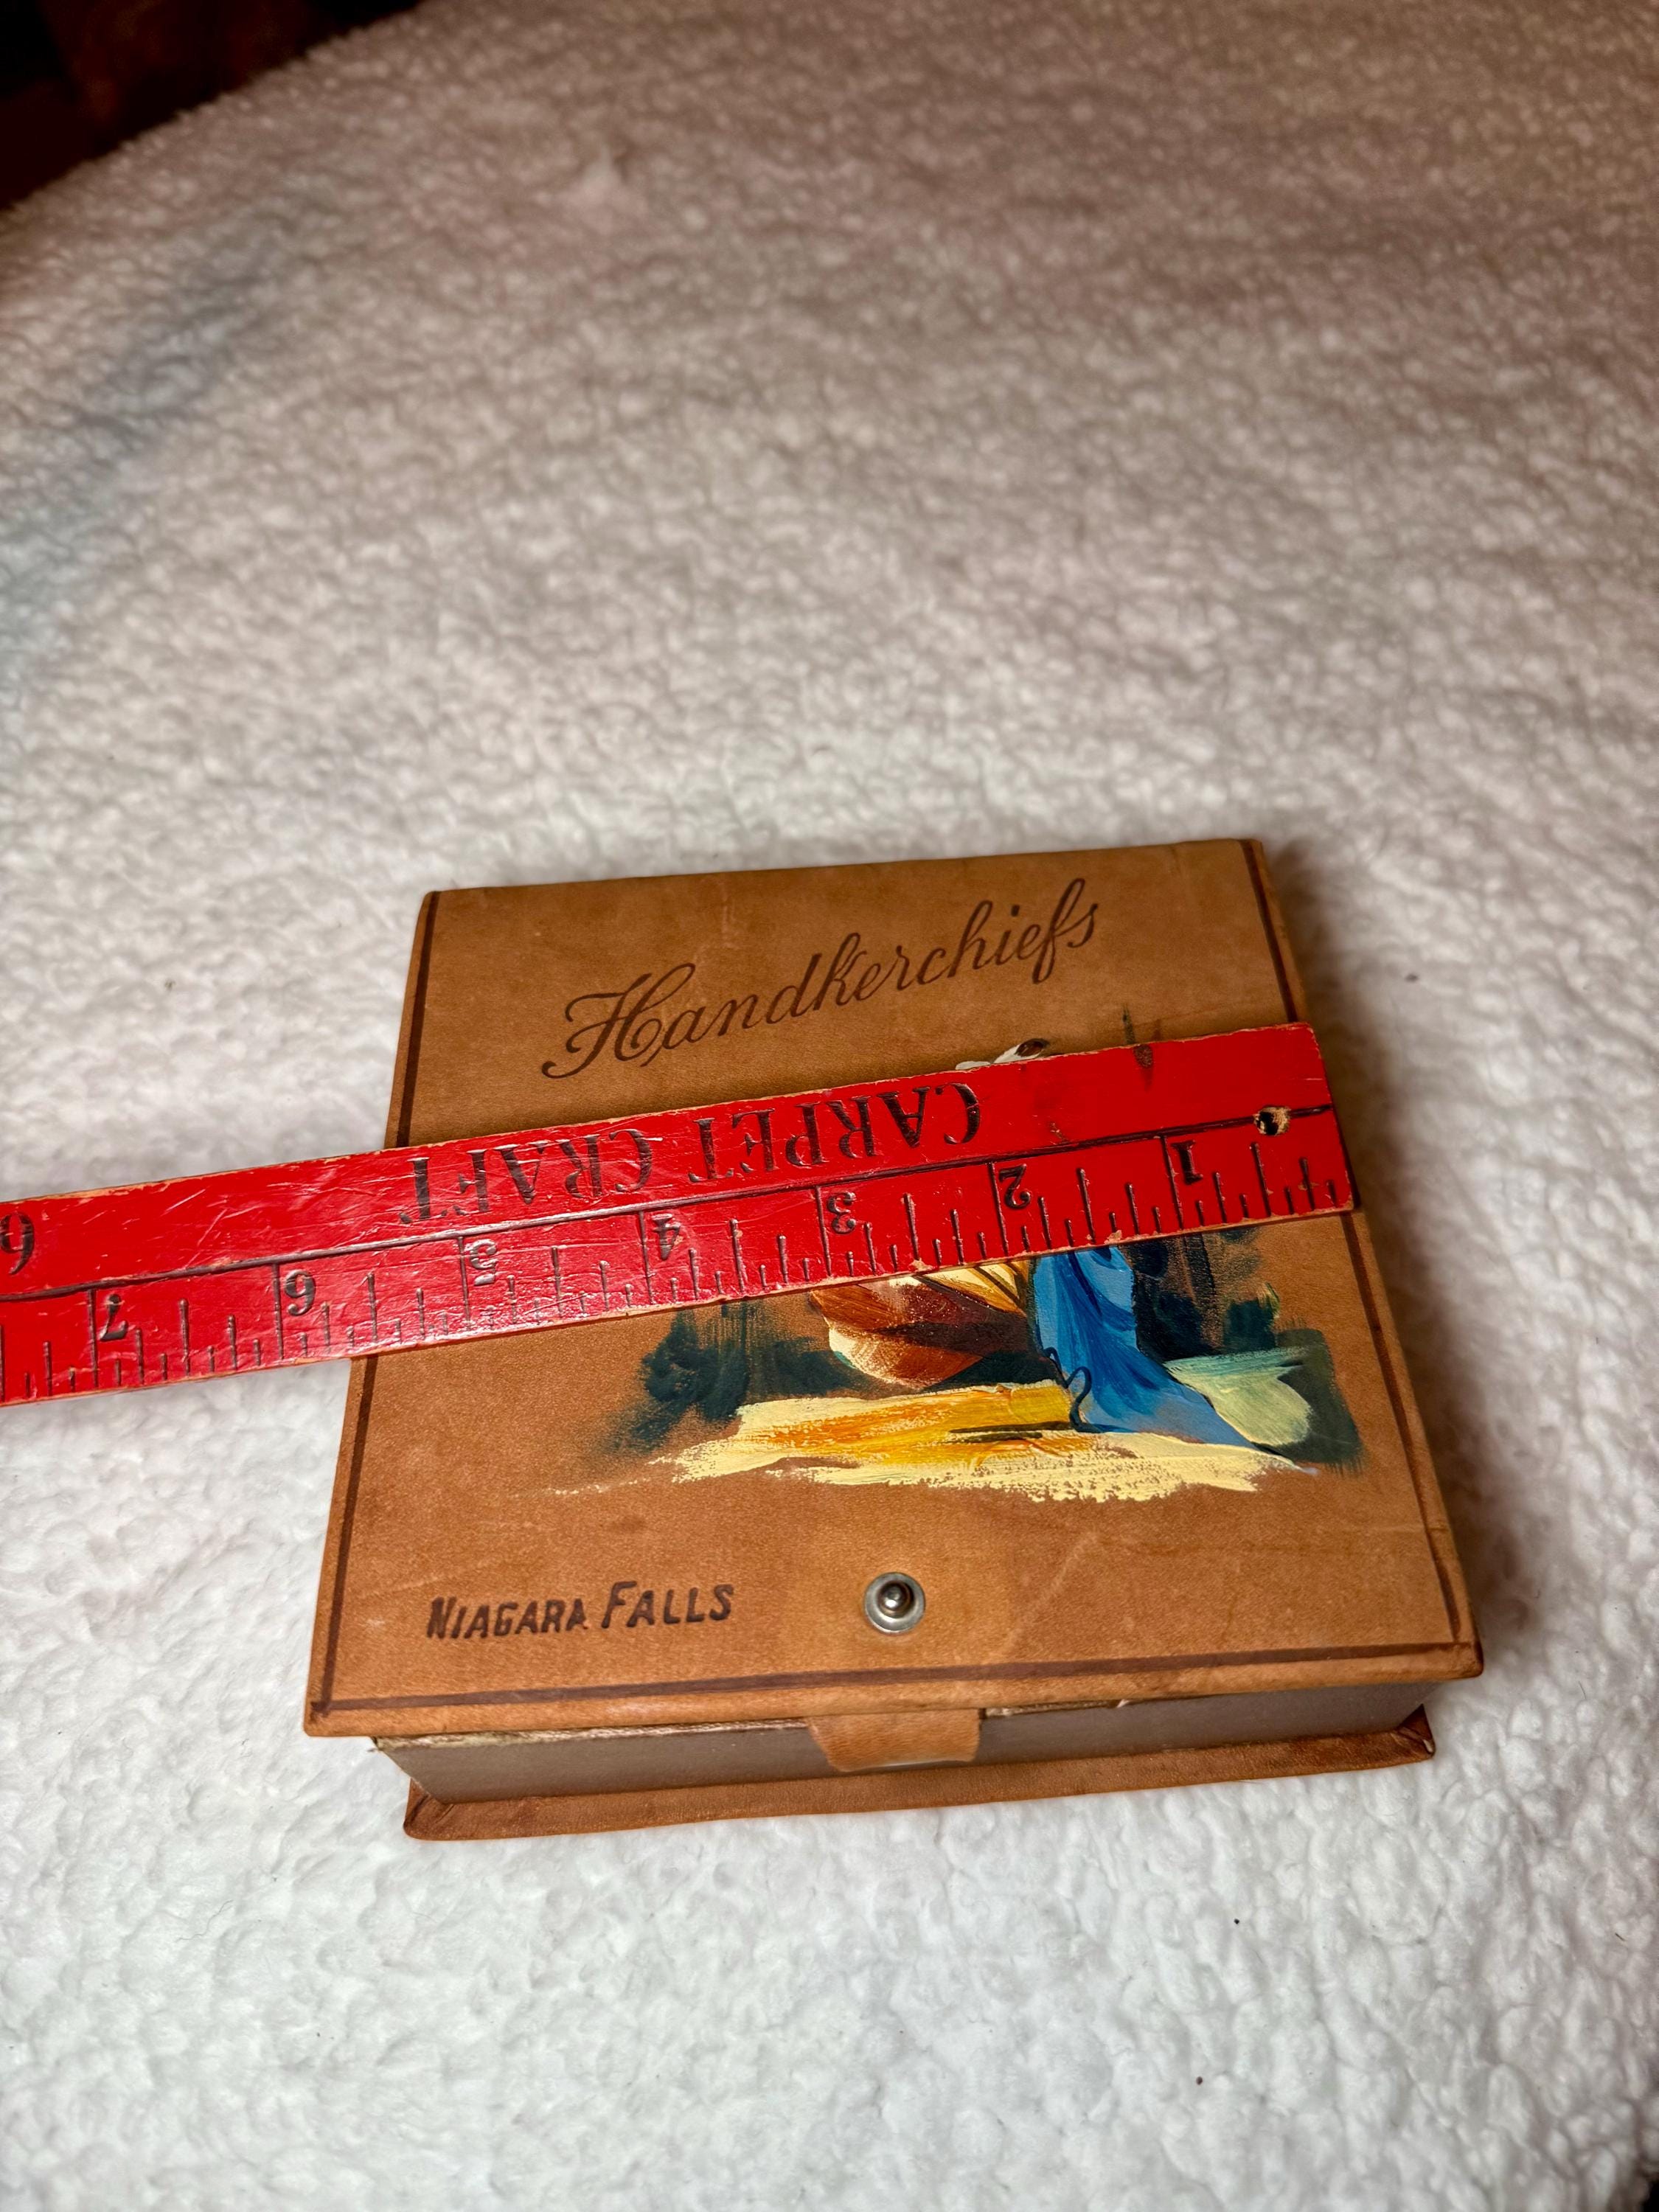 Handkerchiefs
CARPET CRAFT
1 2 3 4 5 6 7
NIAGARA FALLS